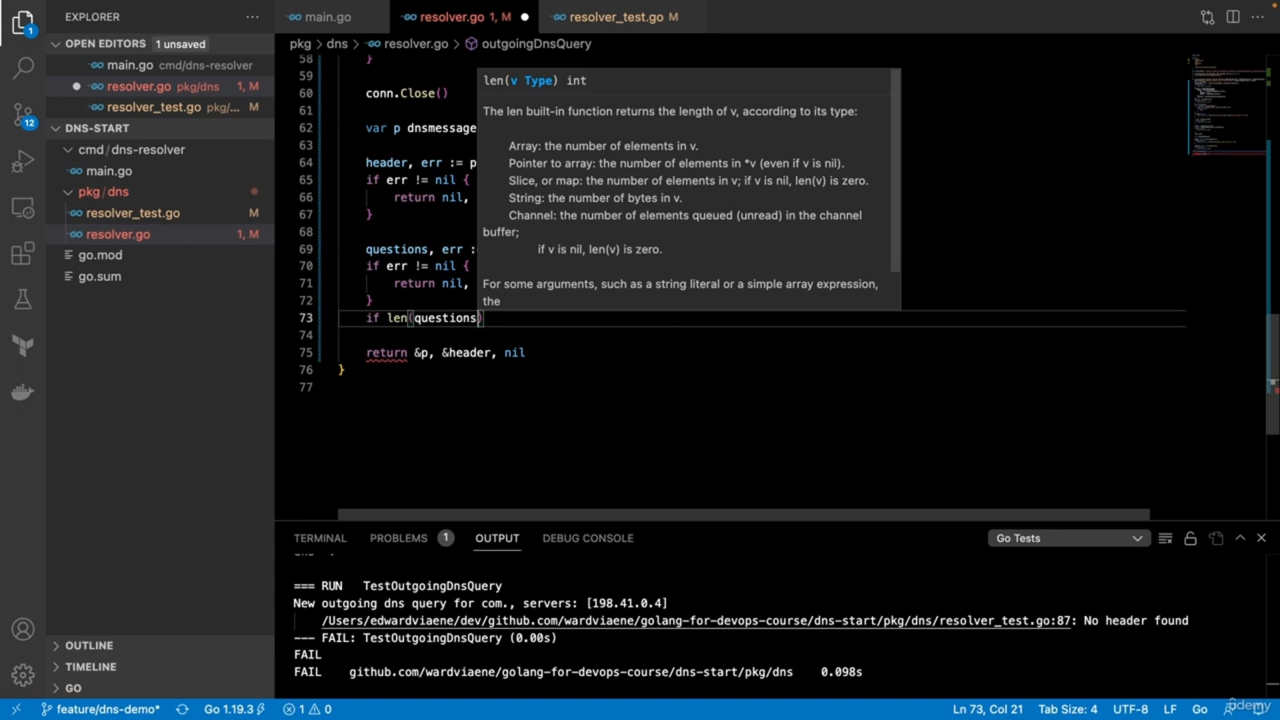 EXPLORER
main.go
resolver.go 1, M
resolver_test.go M
OPEN EDITORS 1 unsaved
pkg > dns > resolver.go > outgoingDnsQuery
main.go cmd/dns-resolver
resolver.go pkg/dns 1, M
resolver_test.go pkg/... M
DNS-START
cmd/dns-resolver
main.go
pkg/dns
resolver_test.go M
resolver.go 1, M
go.mod
go.sum
58 }
59
60 conn.Close()
61
62 var p dnsmessage
63
64 header, err := p
65 if err != nil {
66 return nil,
67 }
68
69 questions, err :
70 if err != nil {
71 return nil,
72 }
73 if len(questions)
74
75 return &p, &header, nil
76 }
77
len(v Type) int
The len built-in function returns the length of v, according to its type:
Array: the number of elements in v.
Pointer to array: the number of elements in *v (even if v is nil).
Slice, or map: the number of elements in v; if v is nil, len(v) is zero.
String: the number of bytes in v.
Channel: the number of elements queued (unread) in the channel
buffer;
if v is nil, len(v) is zero.
For some arguments, such as a string literal or a simple array expression,
the
TERMINAL PROBLEMS 1 OUTPUT DEBUG CONSOLE Go Tests
=== RUN TestOutgoingDnsQuery
New outgoing dns query for com., servers: [198.41.0.4]
/Users/edwardviaene/dev/github.com/wardviaene/golang-for-devops-course/dns-start/pkg/dns/resolver_test.go:87: No header found
--- FAIL: TestOutgoingDnsQuery (0.00s)
FAIL
FAIL github.com/wardviaene/golang-for-devops-course/dns-start/pkg/dns 0.098s
OUTLINE
TIMELINE
GO
1
12
feature/dns-demo* Go 1.19.3 1 0 Ln 73, Col 21 Tab Size: 4 UTF-8 LF Go
udemy